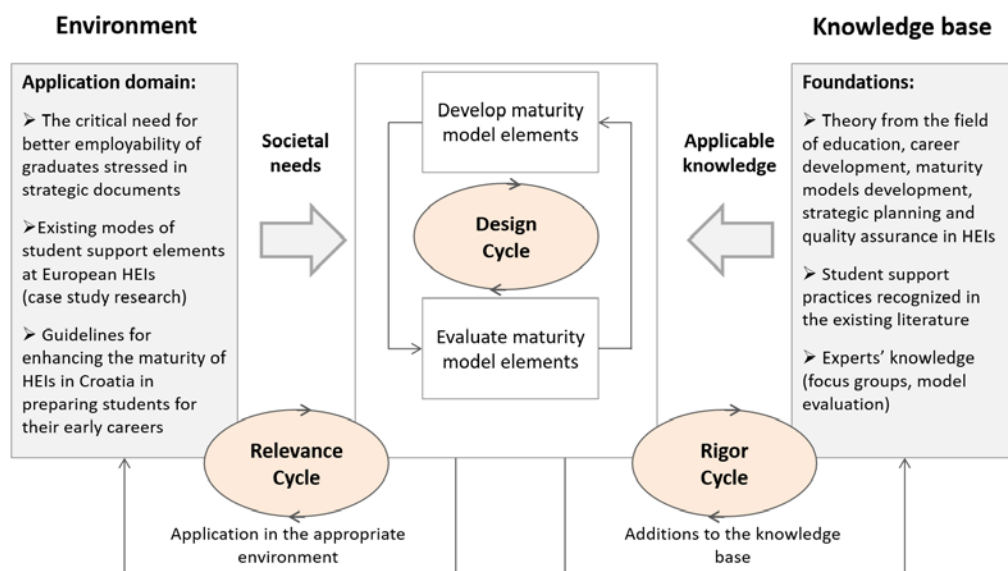 Environment
Knowledge base
Application domain:
➢ The critical need for
better employability of
graduates stressed in
strategic documents
➢Existing modes of
student support elements
at European HEIs
(case study research)
➢ Guidelines for
enhancing the maturity of
HEIs in Croatia in
preparing students for
their early careers
Societal
needs
Develop maturity
model elements
Design
Cycle
Evaluate maturity
model elements
Applicable
knowledge
Foundations:
➢ Theory from the field
of education, career
development, maturity
models development,
strategic planning and
quality assurance in HEIs
➢ Student support
practices recognized in
the existing literature
➢ Experts’ knowledge
(focus groups, model
evaluation)
Relevance
Cycle
Rigor
Cycle
Application in the appropriate
environment
Additions to the knowledge
base